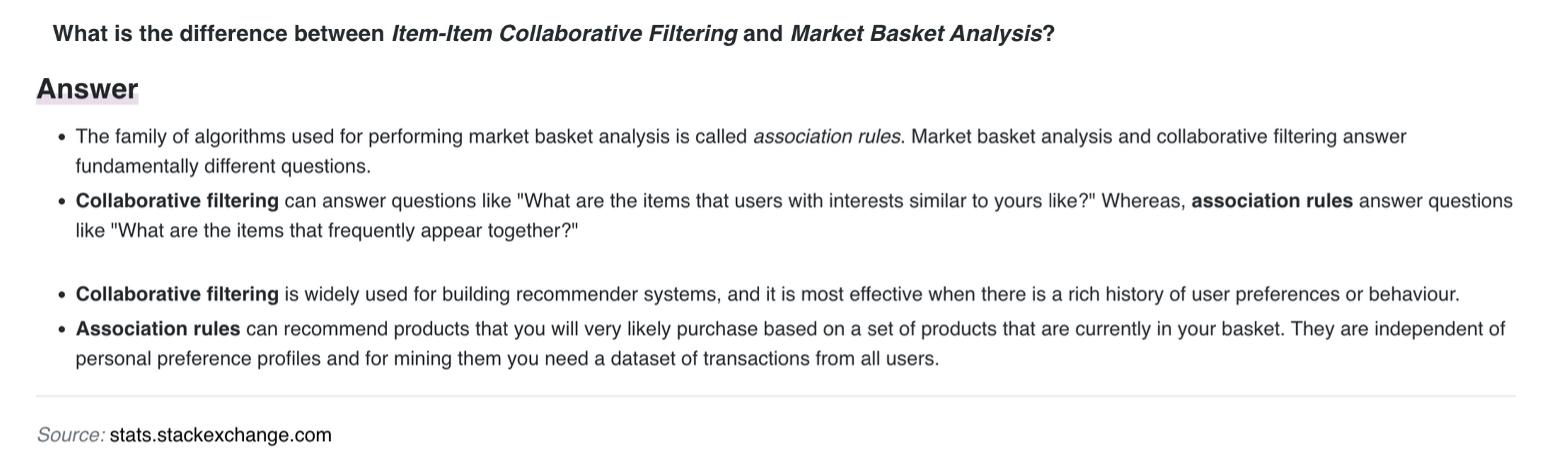 What is the difference between Item-Item Collaborative Filtering and Market Basket Analysis?
Answer
• The family of algorithms used for performing market basket analysis is called association rules. Market basket analysis and collaborative filtering answer
fundamentally different questions.
• Collaborative filtering can answer questions like "What are the items that users with interests similar to yours like?" Whereas, association rules answer questions
like "What are the items that frequently appear together?"
• Collaborative filtering is widely used for building recommender systems, and it is most effective when there is a rich history of user preferences or behaviour.
• Association rules can recommend products that you will very likely purchase based on a set of products that are currently in your basket. They are independent of
personal preference profiles and for mining them you need a dataset of transactions from all users.
Source: stats.stackexchange.com